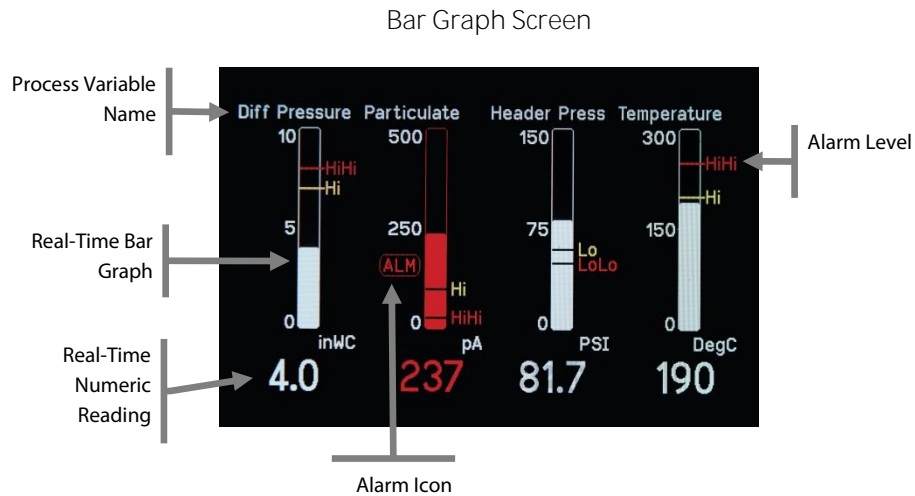 Bar Graph Screen
Process Variable
Name
Diff Pressure
Particulate
Header Press
Temperature
10
500
150
300
HiHi
HiHi
Alarm Level
Hi
Hi
5
250
75
150
Real-Time Bar
Graph
ALM
Lo
LoLo
Hi
HiHi
0
0
0
0
inWC
pA
PSI
DegC
Real-Time
Numeric
Reading
4.0
237
81.7
190
Alarm Icon